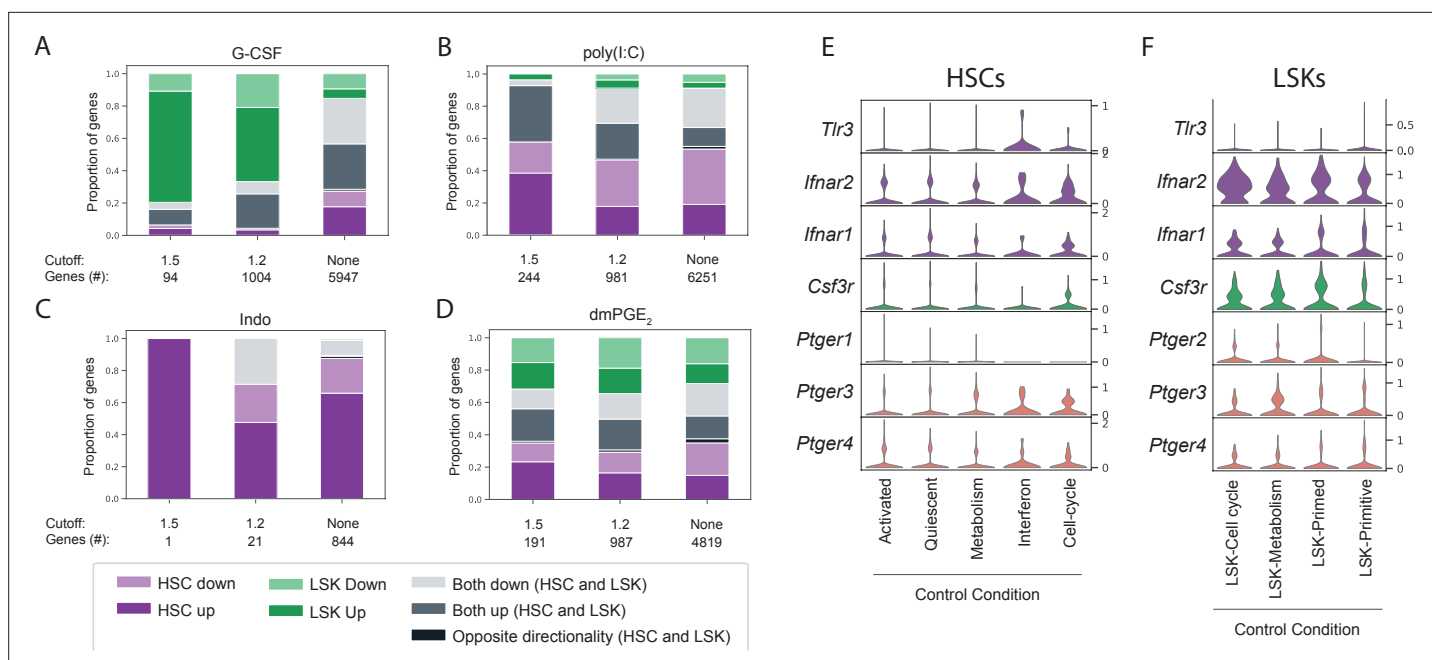 A
G-CSF
Proportion of genes
1.0
0.8
0.6
0.4
0.2
0.0
Cutoff: 1.5 1.2 None
Genes (#): 94 1004 5947
B
poly(I:C)
Proportion of genes
1.0
0.8
0.6
0.4
0.2
0.0
1.5 1.2 None
244 981 6251
C
Indo
Proportion of genes
1.0
0.8
0.6
0.4
0.2
0.0
Cutoff: 1.5 1.2 None
Genes (#): 1 21 844
D
dmPGE2
Proportion of genes
1.0
0.8
0.6
0.4
0.2
0.0
1.5 1.2 None
191 987 4819
HSC down
HSC up
LSK Down
LSK Up
Both down (HSC and LSK)
Both up (HSC and LSK)
Opposite directionality (HSC and LSK)
E
HSCs
Tlr3 1 0
Ifnar2 2 0
Ifnar1 2 0
Csf3r 1 0
Ptger1 1 0
Ptger3 1 0
Ptger4 2 0
Activated
Quiescent
Metabolism
Interferon
Cell-cycle
Control Condition
F
LSKs
Tlr3 0.5 0.0
Ifnar2 1 0
Ifnar1 1 0
Csf3r 1 0
Ptger2 1 0
Ptger3 1 0
Ptger4 1 0
LSK-Cell cycle
LSK-Metabolism
LSK-Primed
LSK-Primitive
Control Condition